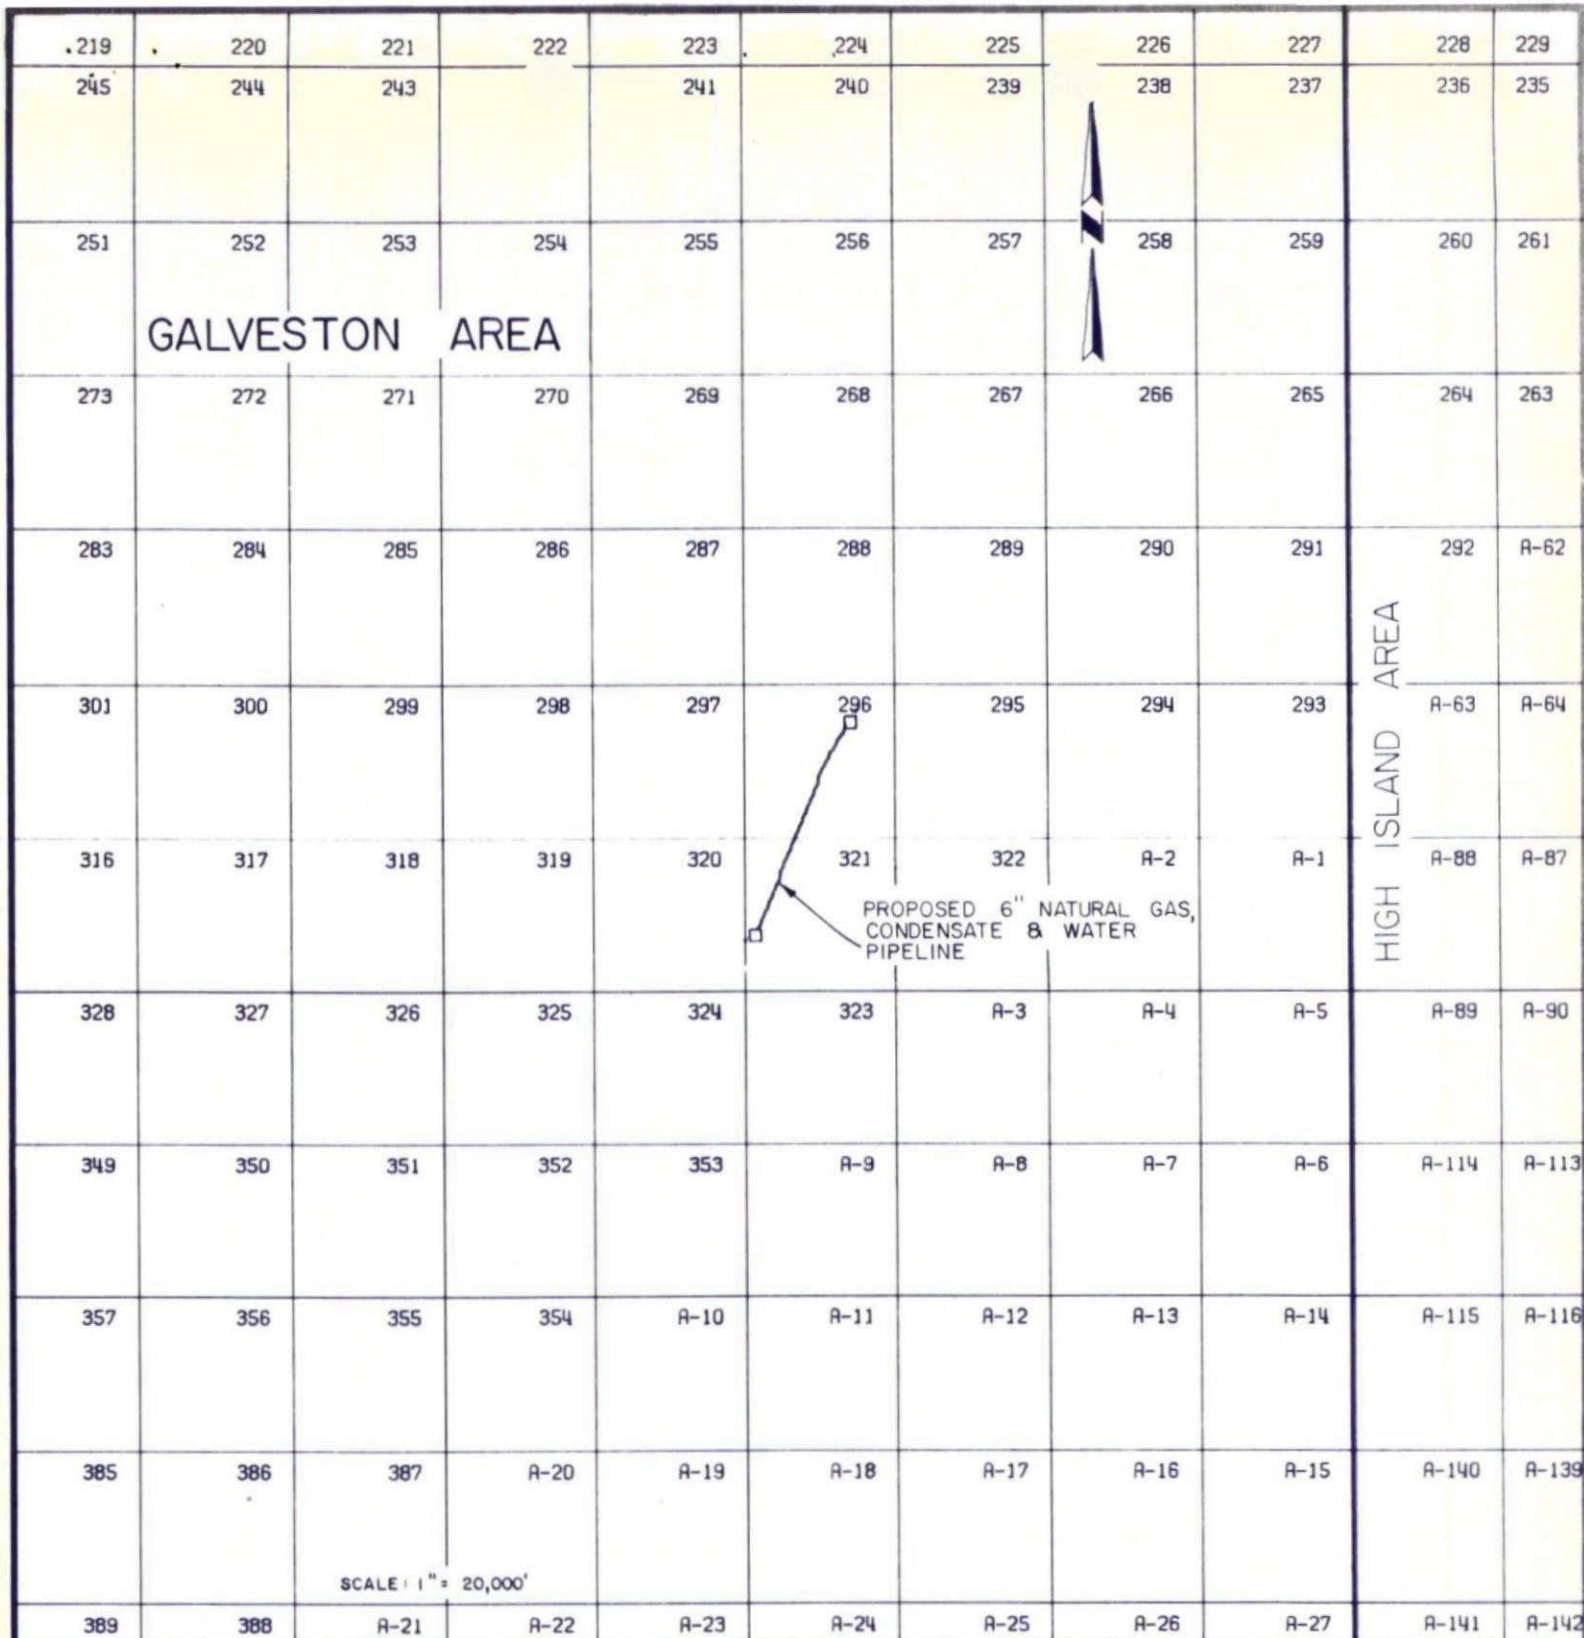 219 220 221 222 223 224 225 226 227 228 229
245 244 243 241 240 239 238 237 236 235
251 252 253 254 255 256 257 258 259 260 261
GALVESTON AREA
273 272 271 270 269 268 267 266 265 264 263
283 284 285 286 287 288 289 290 291 292 A-62
HIGH ISLAND AREA
301 300 299 298 297 296 295 294 293 A-63 A-64
316 317 318 319 320 321 322 A-2 A-1 A-88 A-87
PROPOSED 6" NATURAL GAS,
CONDENSATE & WATER
PIPELINE
328 327 326 325 324 323 A-3 A-4 A-5 A-89 A-90
349 350 351 352 353 A-9 A-8 A-7 A-6 A-114 A-113
357 356 355 354 A-10 A-11 A-12 A-13 A-14 A-115 A-116
385 386 387 A-20 A-19 A-18 A-17 A-16 A-15 A-140 A-139
SCALE: 1" = 20,000'
389 388 A-21 A-22 A-23 A-24 A-25 A-26 A-27 A-141 A-142